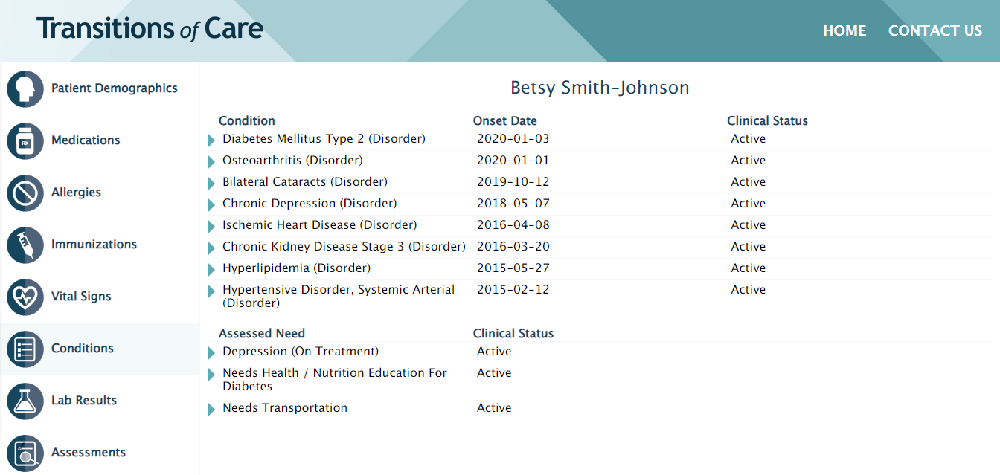 Transitions of Care
HOME CONTACT US
Patient Demographics
Medications
RX
Allergies
Immunizations
Vital Signs
Conditions
Lab Results
Assessments
Betsy Smith-Johnson
Condition Onset Date Clinical Status
Diabetes Mellitus Type 2 (Disorder) 2020-01-03 Active
Osteoarthritis (Disorder) 2020-01-01 Active
Bilateral Cataracts (Disorder) 2019-10-12 Active
Chronic Depression (Disorder) 2018-05-07 Active
Ischemic Heart Disease (Disorder) 2016-04-08 Active
Chronic Kidney Disease Stage 3 (Disorder) 2016-03-20 Active
Hyperlipidemia (Disorder) 2015-05-27 Active
Hypertensive Disorder, Systemic Arterial 2015-02-12 Active
(Disorder)
Assessed Need Clinical Status
Depression (On Treatment) Active
Needs Health / Nutrition Education For Active
Diabetes
Needs Transportation Active